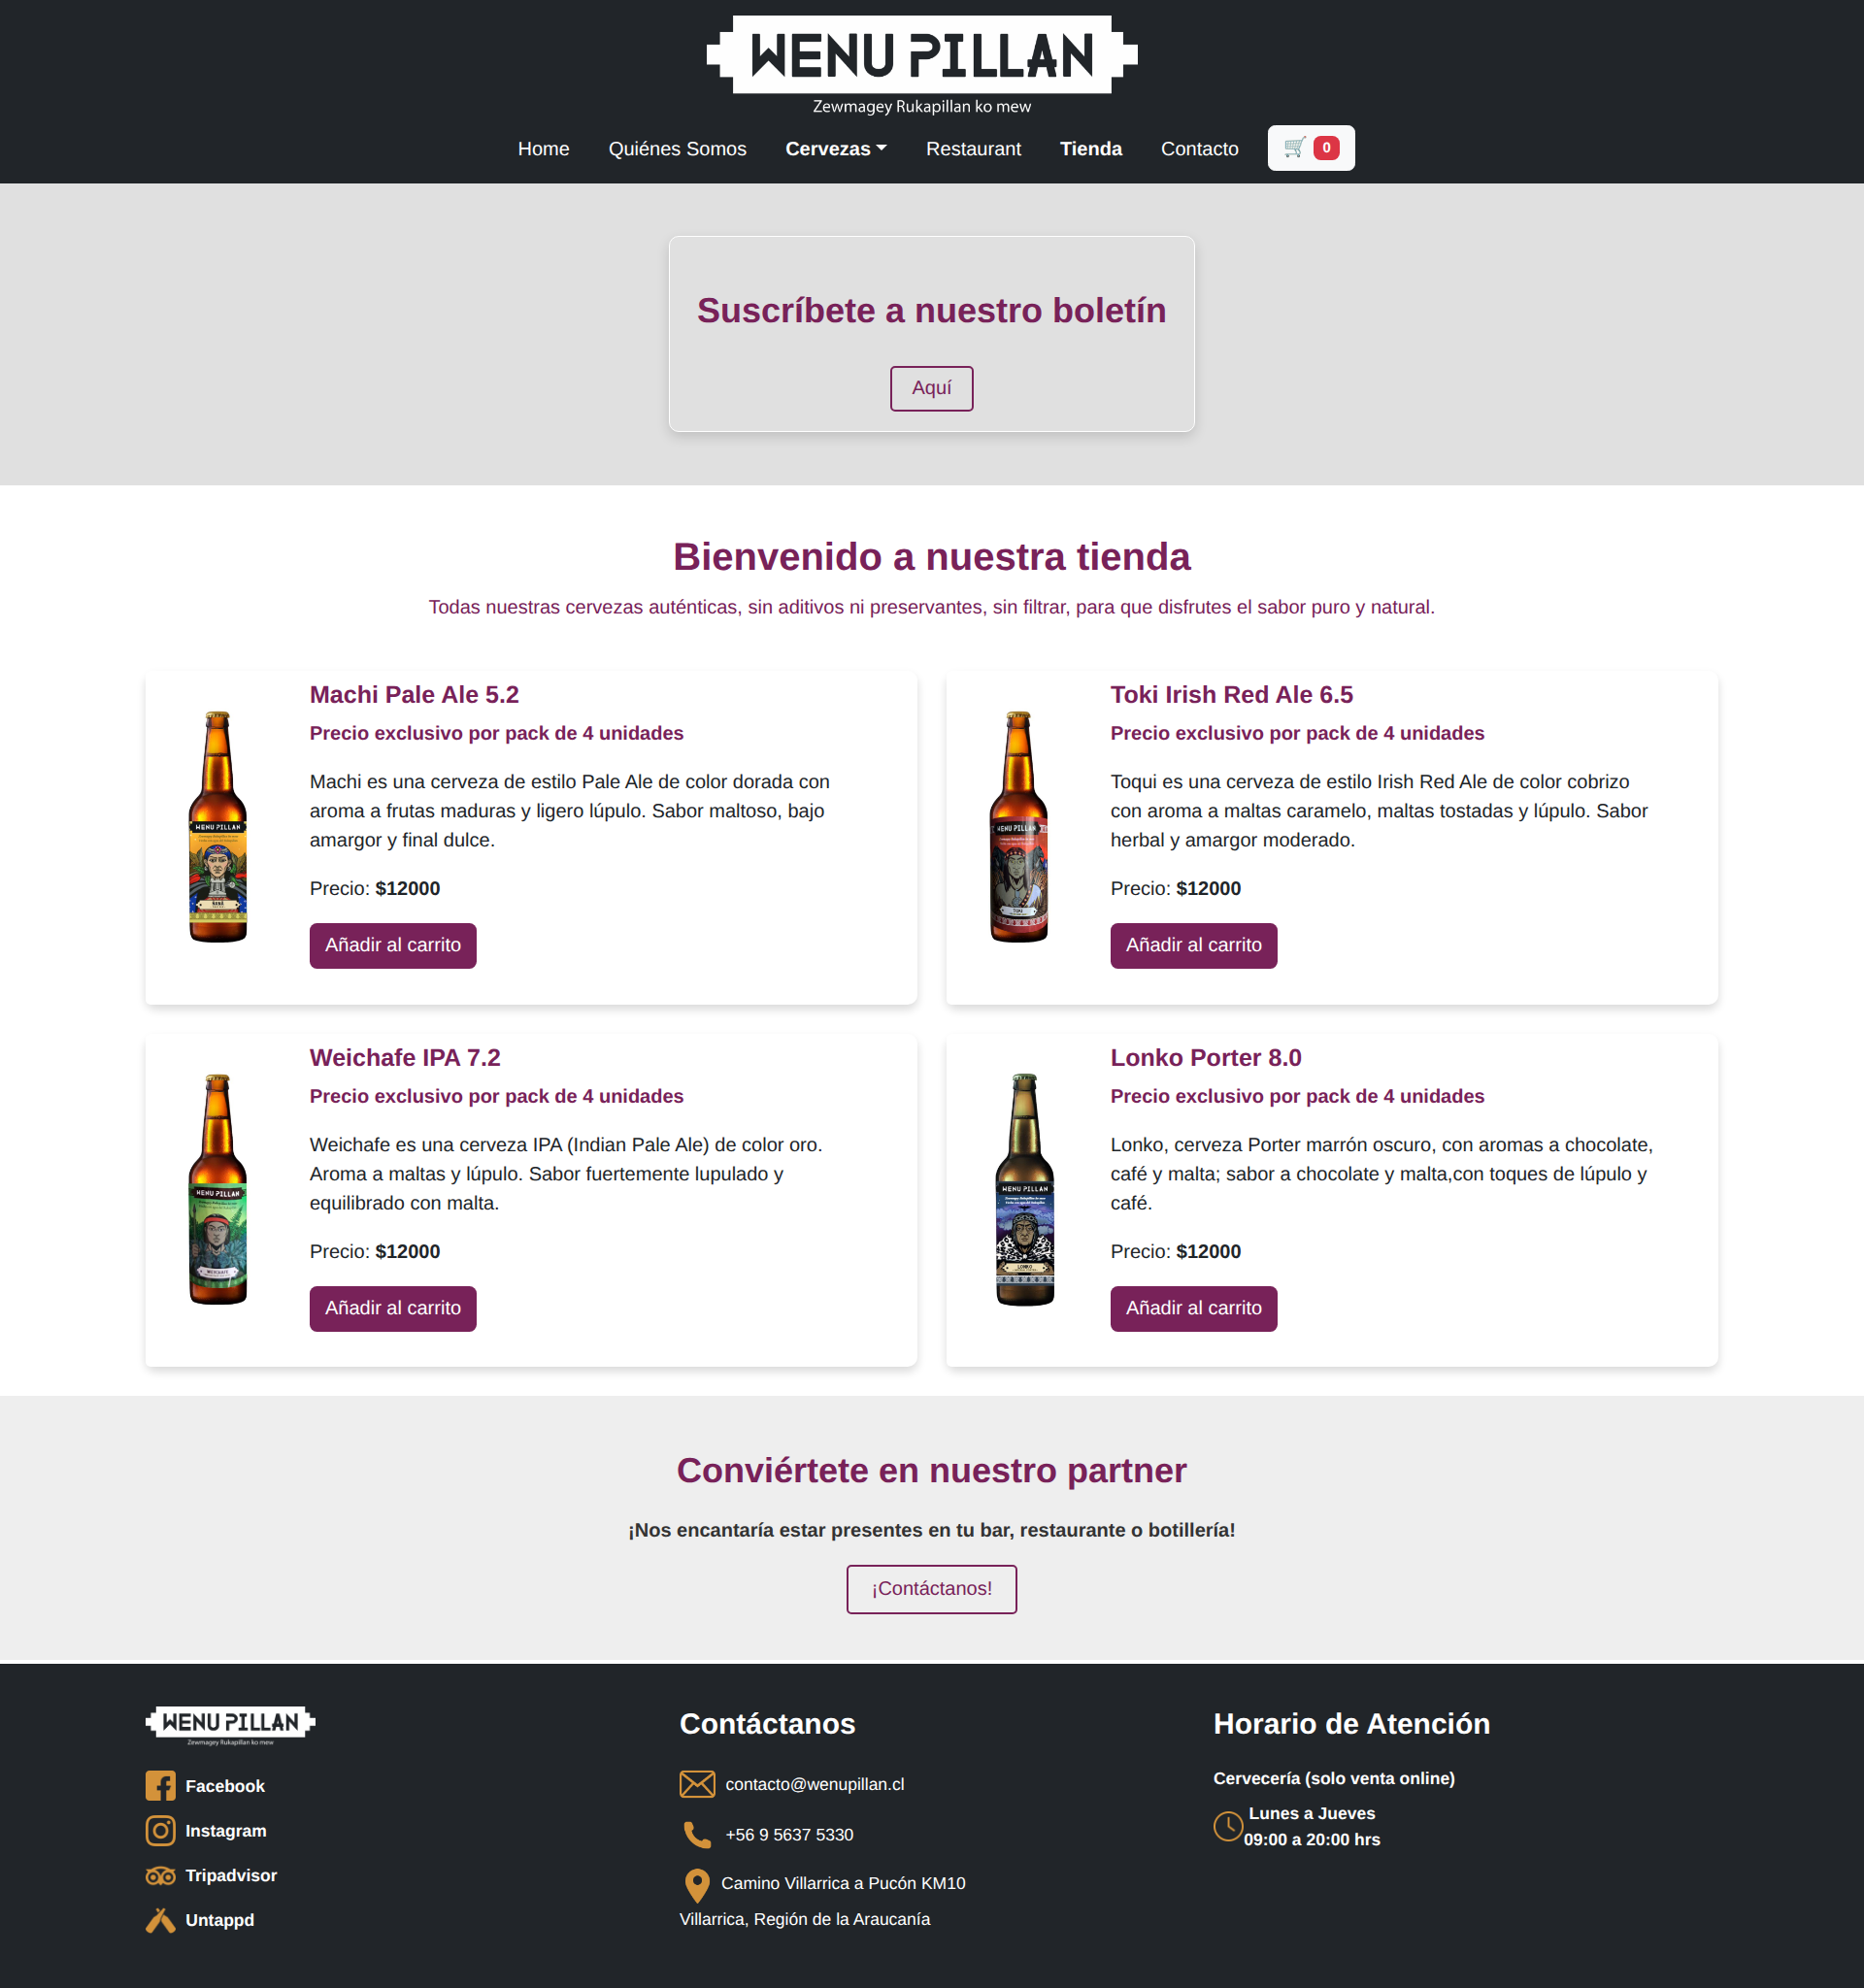 WENU PILLAN
Zewmagey Rukapillan ko mew
Home Quiénes Somos Cervezas Restaurant Tienda Contacto 0
Suscríbete a nuestro boletín
Aquí
Bienvenido a nuestra tienda
Todas nuestras cervezas auténticas, sin aditivos ni preservantes, sin filtrar, para que disfrutes el sabor puro y natural.
WENU PILLAN
Machi Pale Ale 5.2
Precio exclusivo por pack de 4 unidades
Machi es una cerveza de estilo Pale Ale de color dorada con
aroma a frutas maduras y ligero lúpulo. Sabor maltoso, bajo
amargor y final dulce.
Precio: $12000
Añadir al carrito
WENU PILLAN
TOKI
Toki Irish Red Ale 6.5
Precio exclusivo por pack de 4 unidades
Toqui es una cerveza de estilo Irish Red Ale de color cobrizo
con aroma a maltas caramelo, maltas tostadas y lúpulo. Sabor
herbal y amargor moderado.
Precio: $12000
Añadir al carrito
WENU PILLAN
WEICHAFE
Weichafe IPA 7.2
Precio exclusivo por pack de 4 unidades
Weichafe es una cerveza IPA (Indian Pale Ale) de color oro.
Aroma a maltas y lúpulo. Sabor fuertemente lupulado y
equilibrado con malta.
Precio: $12000
Añadir al carrito
WENU PILLAN
LONKO
Lonko Porter 8.0
Precio exclusivo por pack de 4 unidades
Lonko, cerveza Porter marrón oscuro, con aromas a chocolate,
café y malta; sabor a chocolate y malta,con toques de lúpulo y
café.
Precio: $12000
Añadir al carrito
Conviértete en nuestro partner
¡Nos encantaría estar presentes en tu bar, restaurante o botillería!
¡Contáctanos!
WENU PILLAN
Zewmagey Rukapillan ko mew
Facebook
Instagram
Tripadvisor
Untappd
Contáctanos
contacto@wenupillan.cl
+56 9 5637 5330
Camino Villarrica a Pucón KM10
Villarrica, Región de la Araucanía
Horario de Atención
Cervecería (solo venta online)
Lunes a Jueves
09:00 a 20:00 hrs